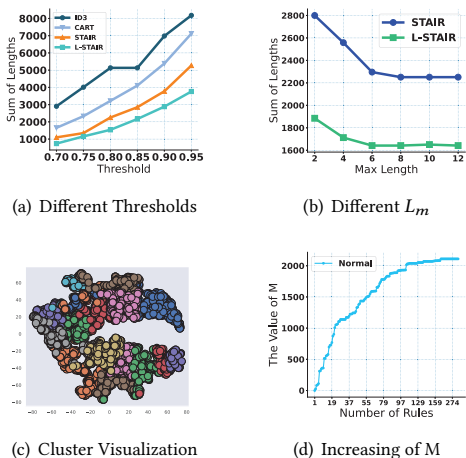 8000
7000
6000
5000
4000
3000
2000
1000
Sum of Lengths
ID3
CART
STAIR
L-STAIR
0.70 0.75 0.80 0.85 0.90 0.95
Threshold
(a) Different Thresholds
2800
2600
2400
2200
2000
1800
1600
Sum of Lengths
STAIR
L-STAIR
2 4 6 8 10 12
Max Length
(b) Different Lm
60
40
20
0
−20
−40
−60
−80
−80 −60 −40 −20 0 20 40 60 80
(c) Cluster Visualization
2000
1500
1000
500
0
The Value of M
Normal
1 19 37 55 79 97 129 159 274
Number of Rules
(d) Increasing of M